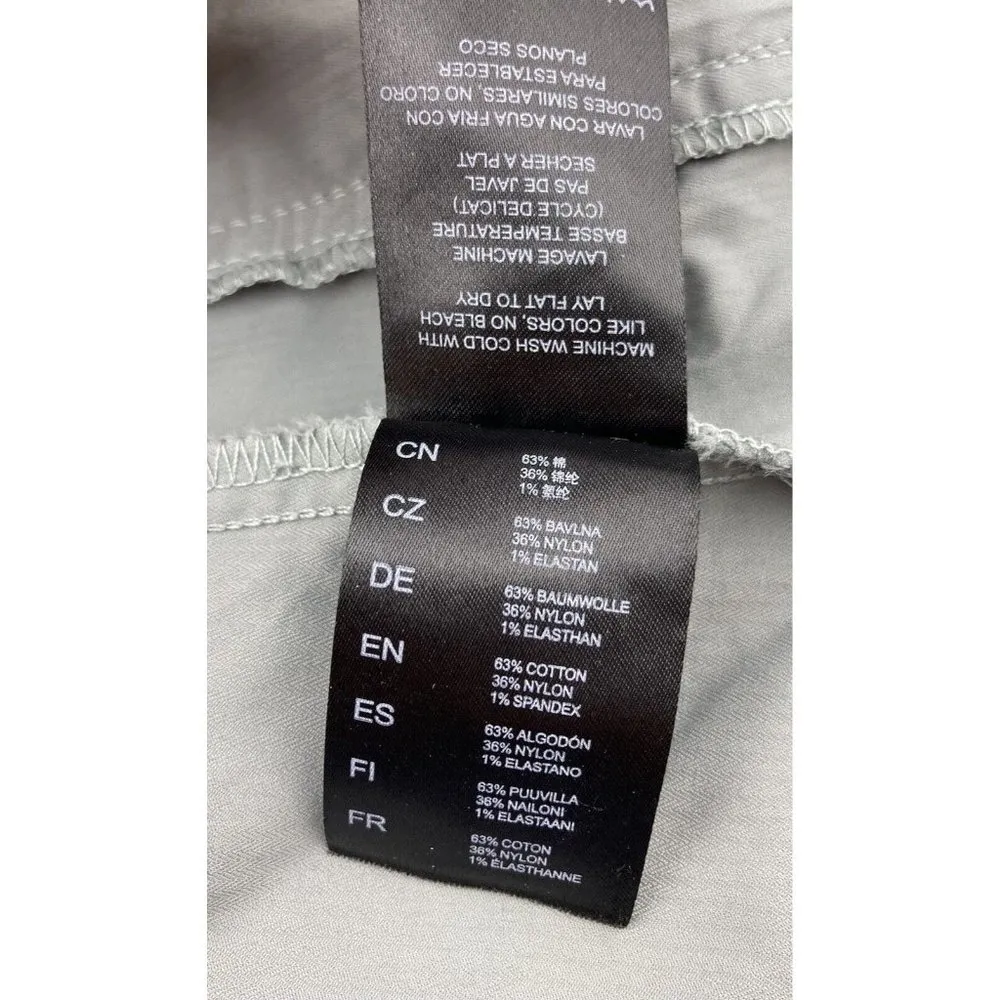 MACHINE WASH COLD WITH
LIKE COLORS, NO BLEACH
LAY FLAT TO DRY
LAVAGE MACHINE
BASSE TEMPERATURE
(CYCLE DELICAT)
PAS DE JAVEL
SECHER A PLAT
LAVAR CON AGUA FRIA CON
COLORES SIMILARES, NO CLORO
PARA ESTABLECER
PLANOS SECO
CN
63% 棉
36% 锦纶
1% 氨纶
CZ
63% BAVLNA
36% NYLON
1% ELASTAN
DE
63% BAUMWOLLE
36% NYLON
1% ELASTHAN
EN
63% COTTON
36% NYLON
1% SPANDEX
ES
63% ALGODÓN
36% NYLON
1% ELASTANO
FI
63% PUUVILLA
36% NAILONI
1% ELASTAANI
FR
63% COTON
36% NYLON
1% ÉLASTHANNE